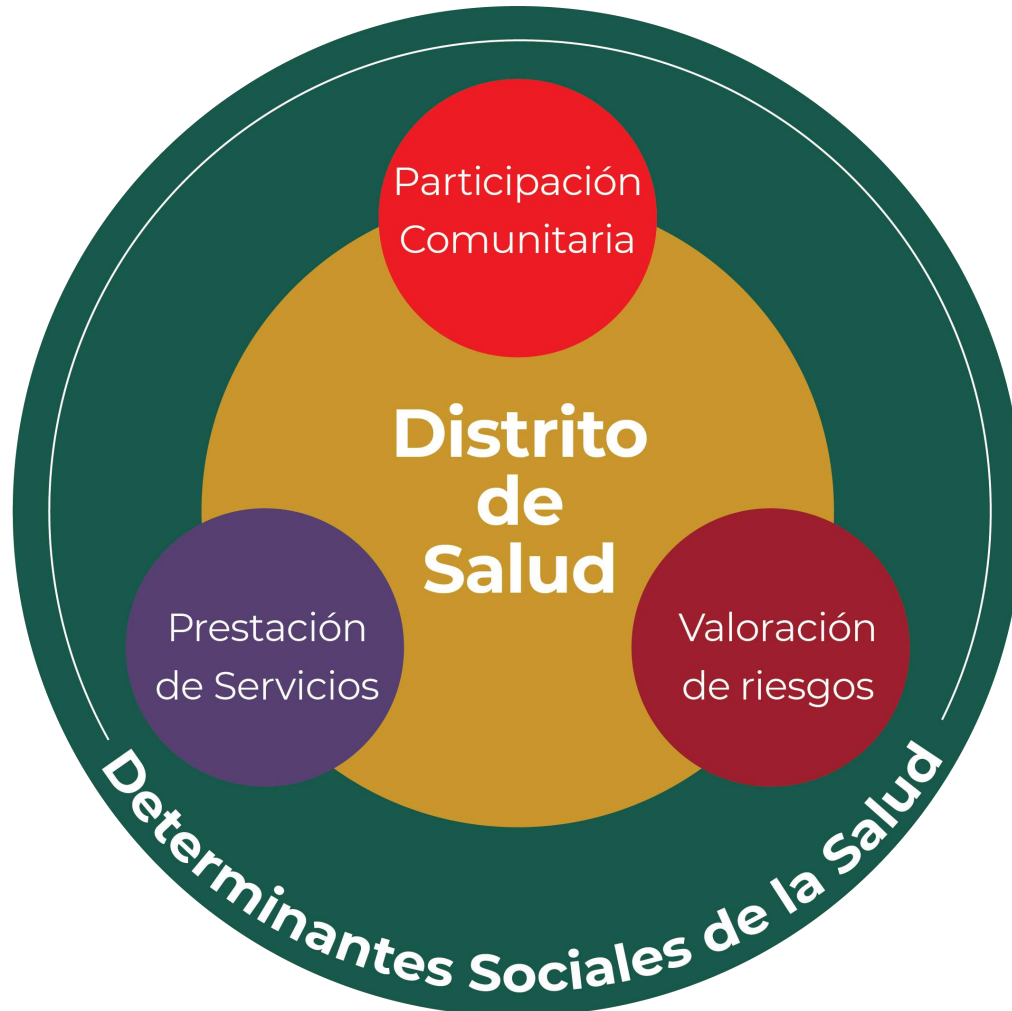 Participación
Comunitaria
Distrito
de
Salud
Prestación
de Servicios
Valoración
de riesgos
Determinantes Sociales de la Salud